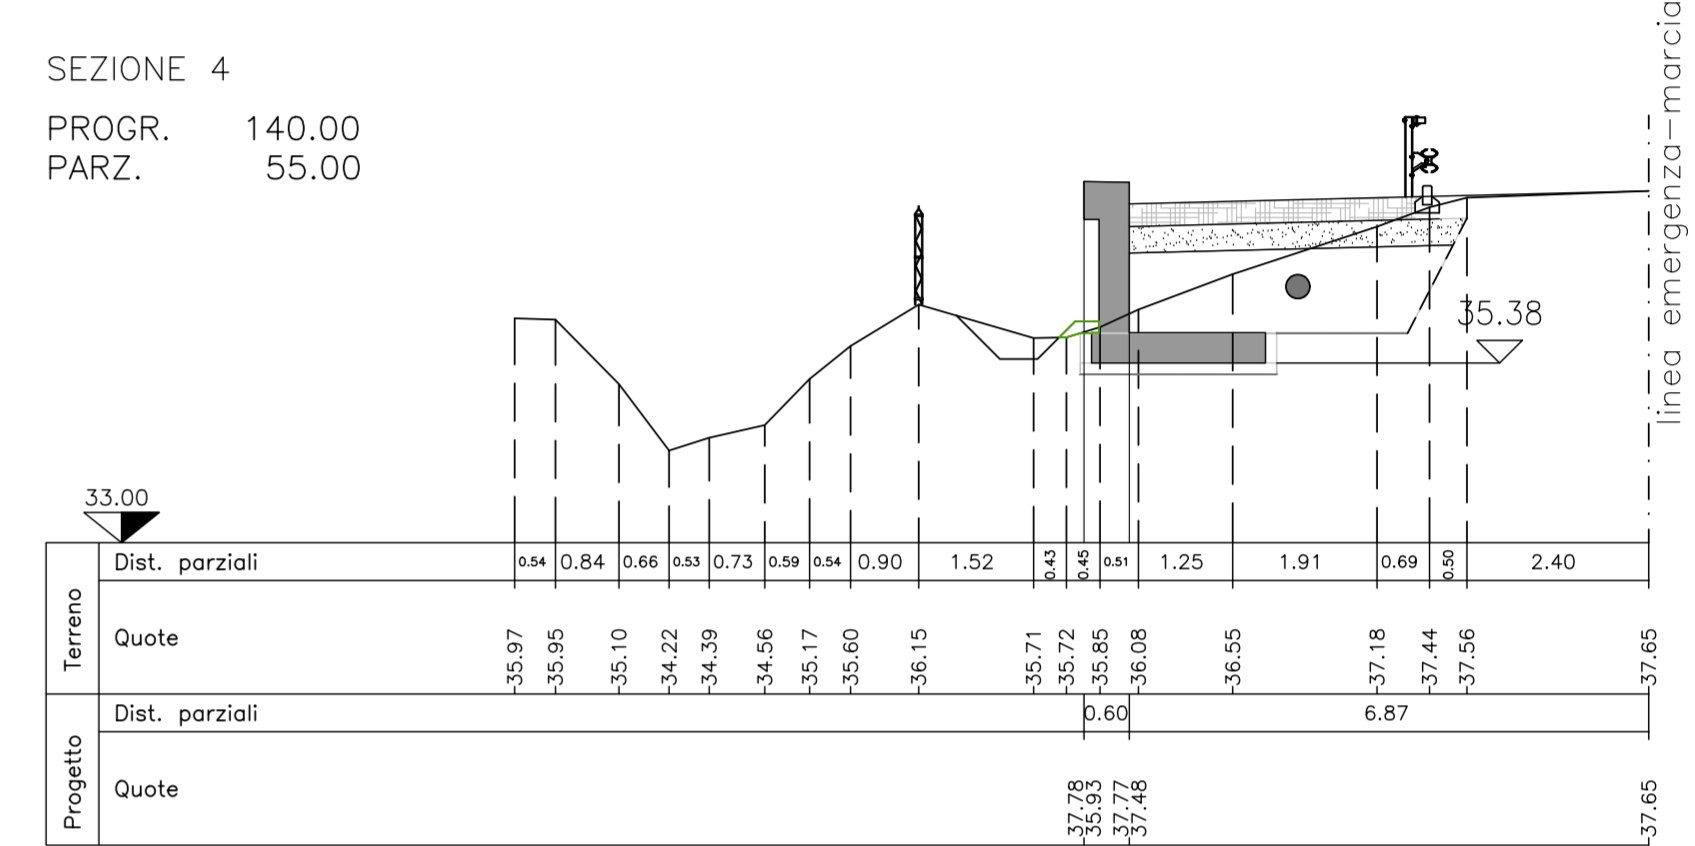 SEZIONE 4
PROGR. 140.00
PARZ. 55.00
linea emergenza-marcia
35.38
33.00
Terreno
Dist. parziali 0.54 0.84 0.66 0.53 0.73 0.59 0.54 0.90 1.52 0.43 0.45 0.51 1.25 1.91 0.69 0.50 2.40
Quote 35.97 35.95 35.10 34.22 34.39 34.56 35.17 35.60 36.15 35.71 35.72 35.85 36.08 36.55 37.18 37.44 37.56 37.65
Progetto
Dist. parziali 0.60 6.87
Quote 37.78 35.93 37.77 37.48 37.65